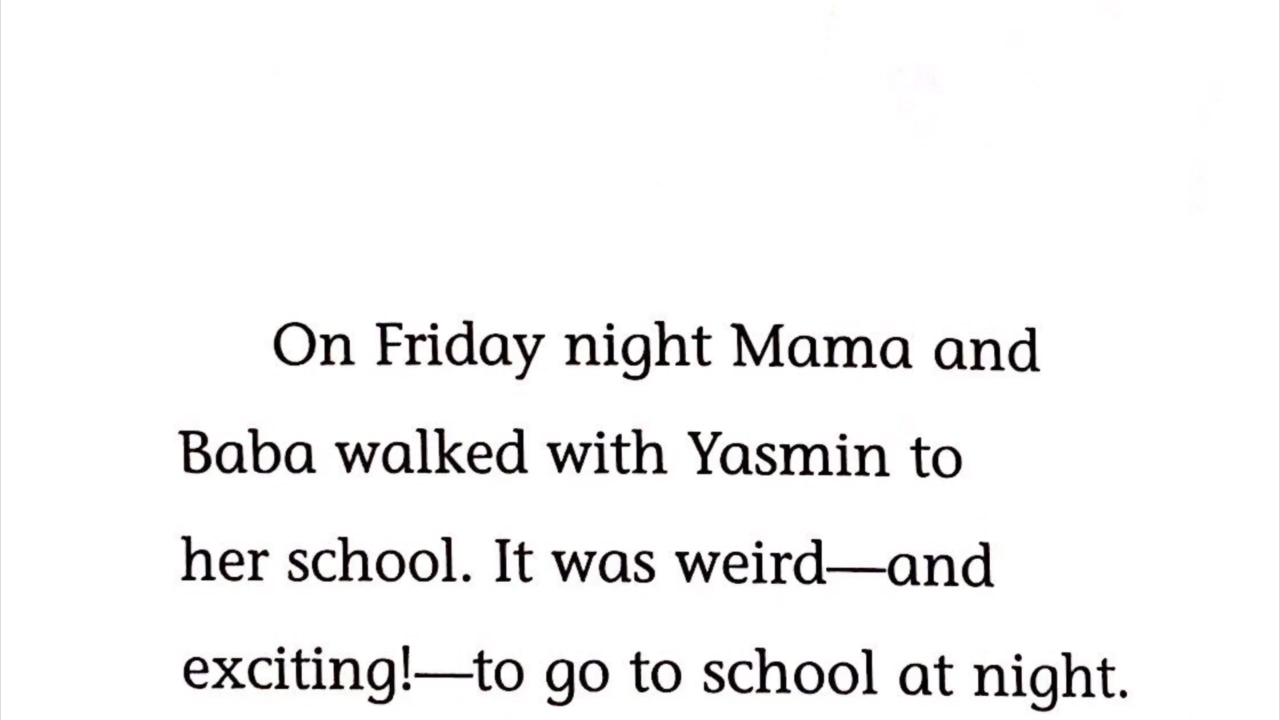 On Friday night Mama and
Baba walked with Yasmin to
her school. It was weird—and
exciting!—to go to school at night.